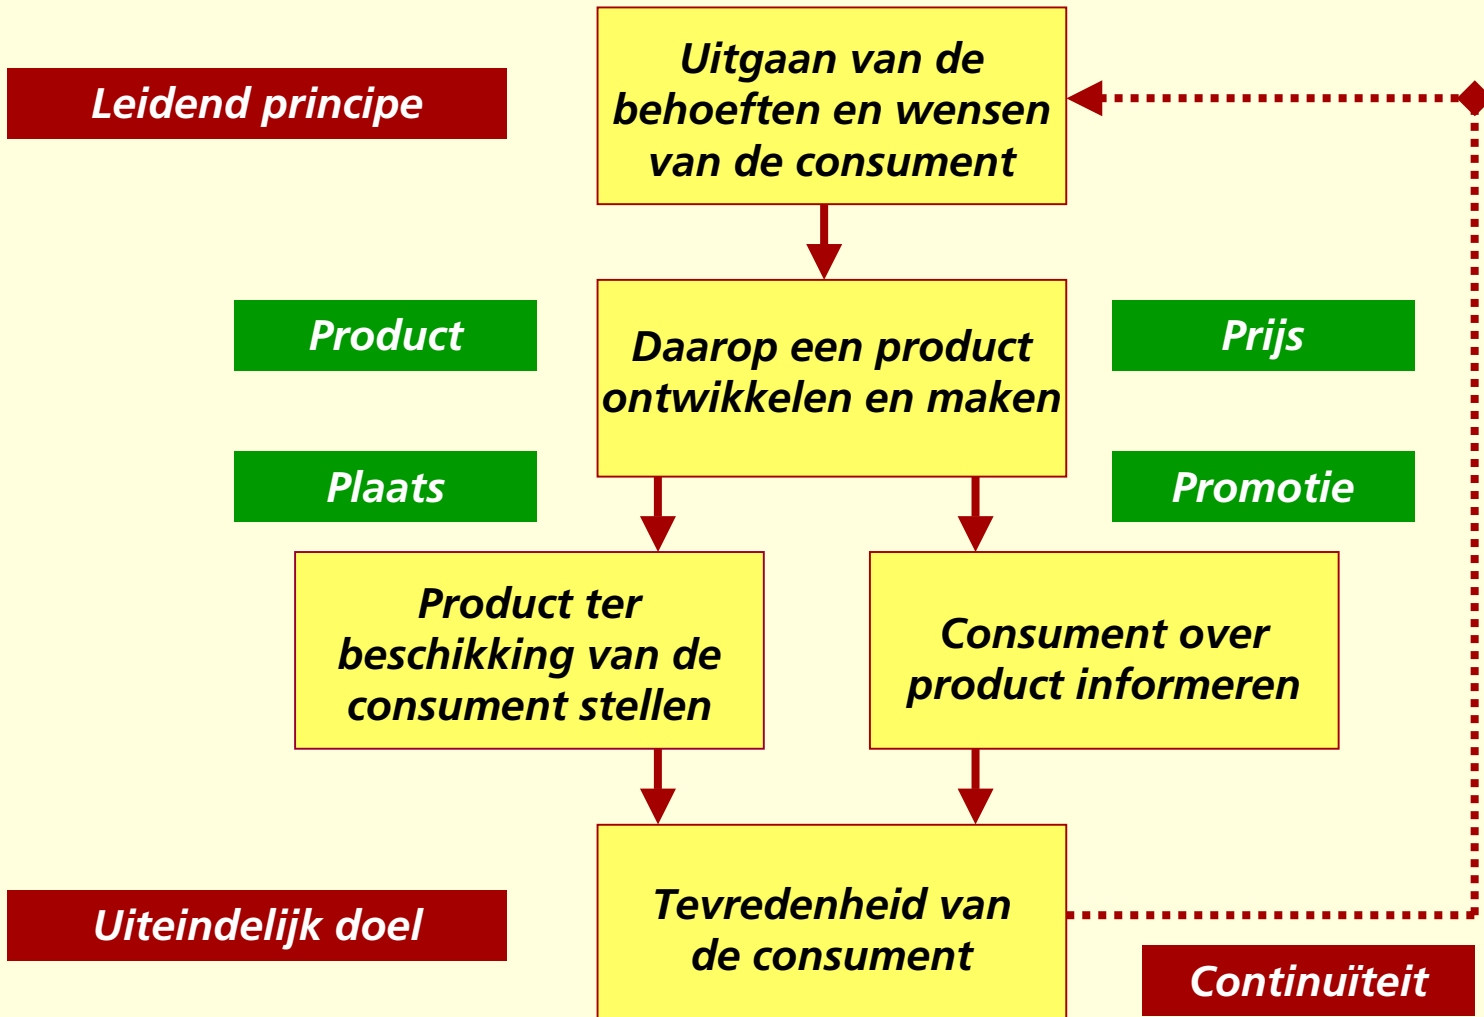 Leidend principe
Uitgaan van de
behoeften en wensen
van de consument
Product
Daarop een product
ontwikkelen en maken
Prijs
Plaats
Promotie
Product ter
beschikking van de
consument stellen
Consument over
product informeren
Uiteindelijk doel
Tevredenheid van
de consument
Continuïteit